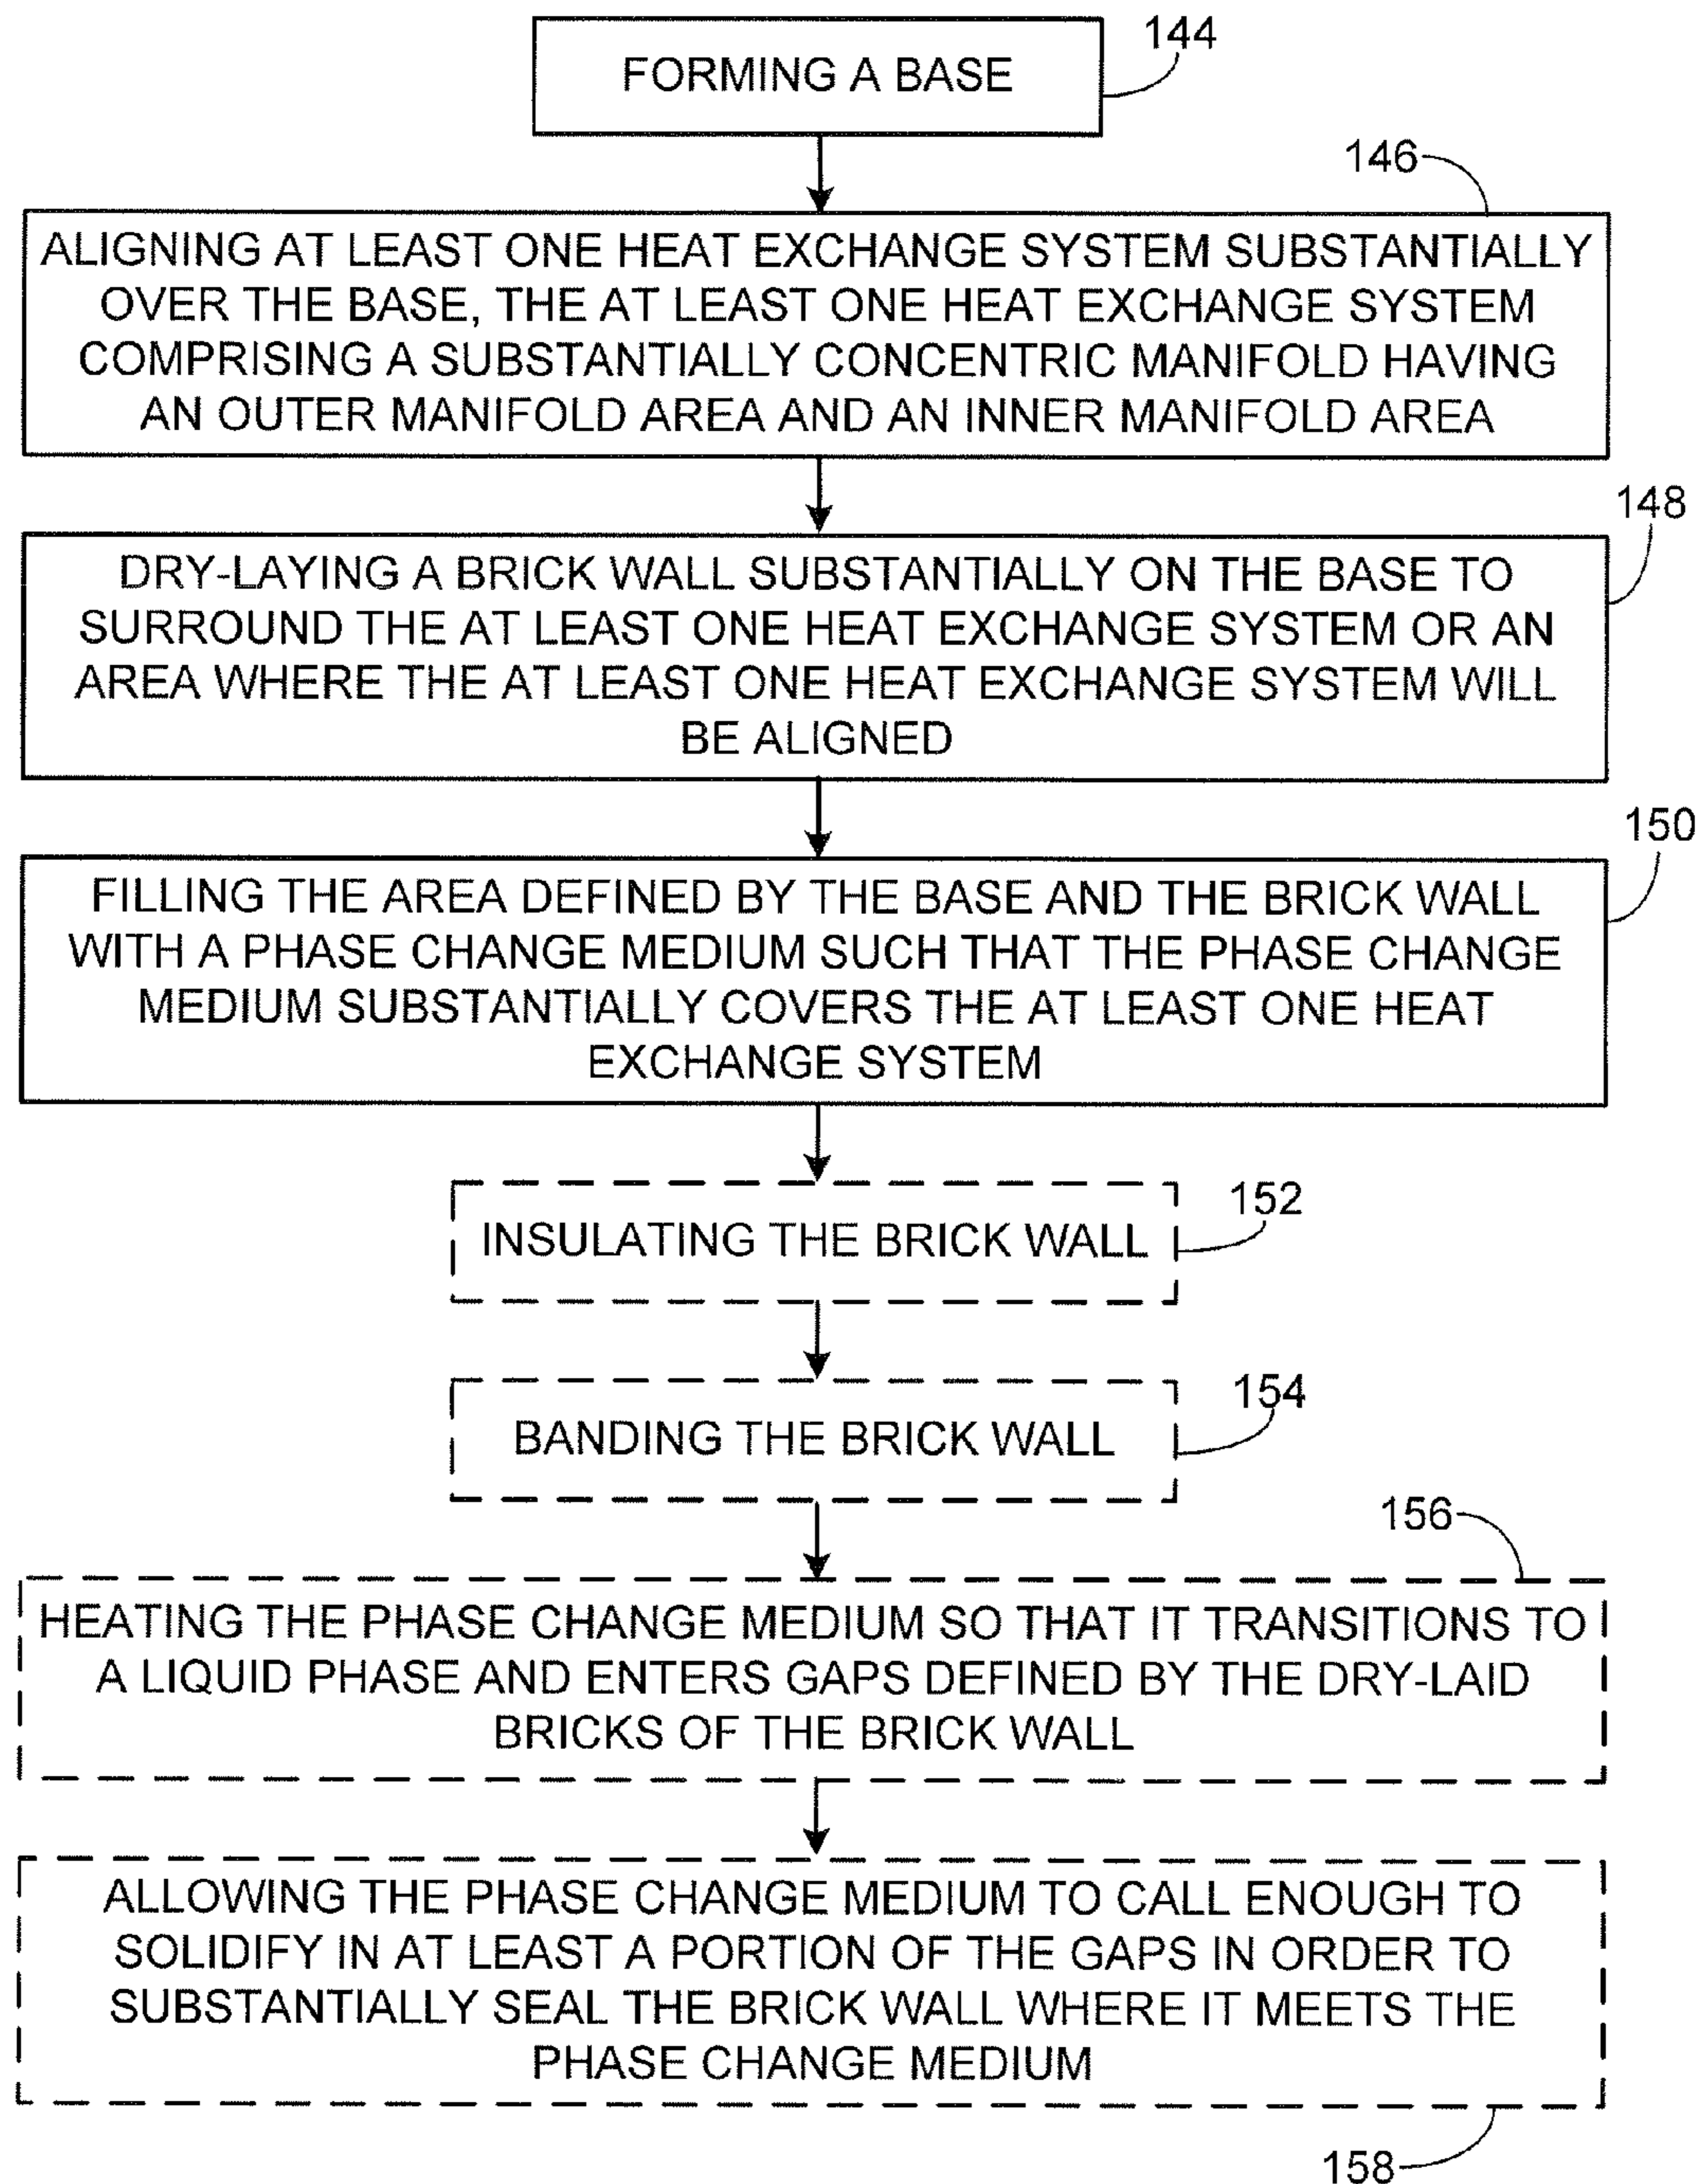 144
FORMING A BASE
146
ALIGNING AT LEAST ONE HEAT EXCHANGE SYSTEM SUBSTANTIALLY
OVER THE BASE, THE AT LEAST ONE HEAT EXCHANGE SYSTEM
COMPRISING A SUBSTANTIALLY CONCENTRIC MANIFOLD HAVING
AN OUTER MANIFOLD AREA AND AN INNER MANIFOLD AREA
148
DRY-LAYING A BRICK WALL SUBSTANTIALLY ON THE BASE TO
SURROUND THE AT LEAST ONE HEAT EXCHANGE SYSTEM OR AN
AREA WHERE THE AT LEAST ONE HEAT EXCHANGE SYSTEM WILL
BE ALIGNED
150
FILLING THE AREA DEFINED BY THE BASE AND THE BRICK WALL
WITH A PHASE CHANGE MEDIUM SUCH THAT THE PHASE CHANGE
MEDIUM SUBSTANTIALLY COVERS THE AT LEAST ONE HEAT
EXCHANGE SYSTEM
152
INSULATING THE BRICK WALL
154
BANDING THE BRICK WALL
156
HEATING THE PHASE CHANGE MEDIUM SO THAT IT TRANSITIONS TO
A LIQUID PHASE AND ENTERS GAPS DEFINED BY THE DRY-LAID
BRICKS OF THE BRICK WALL
ALLOWING THE PHASE CHANGE MEDIUM TO CALL ENOUGH TO
SOLIDIFY IN AT LEAST A PORTION OF THE GAPS IN ORDER TO
SUBSTANTIALLY SEAL THE BRICK WALL WHERE IT MEETS THE
PHASE CHANGE MEDIUM
158